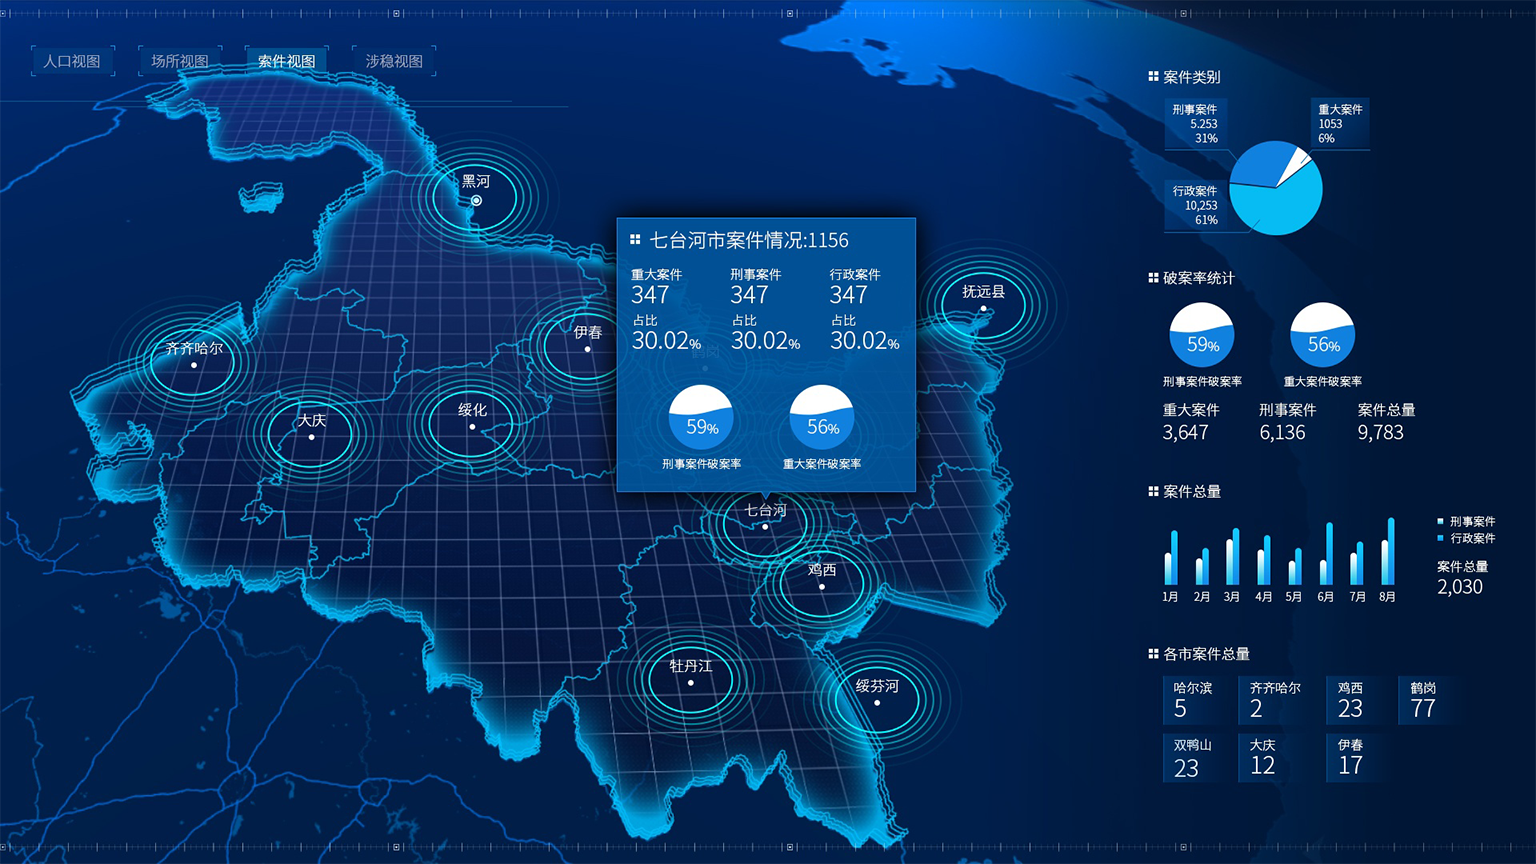 人口视图
场所视图
索件视图
涉稳视图
黑河
齐齐哈尔
大庆
绥化
伊春
抚远县
七台河
鸡西
牡丹江
绥芬河
七台河市案件情况:1156
重大案件
347
占比
30.02%
刑事案件
347
占比
30.02%
行政案件
347
占比
30.02%
鹤岗
59%
刑事案件破案率
56%
重大案件破案率
案件类别
刑事案件
5.253
31%
重大案件
1053
6%
行政案件
10,253
61%
破案率统计
59%
刑事案件破案率
56%
重大案件破案率
重大案件
3,647
刑事案件
6,136
案件总量
9,783
案件总量
1月 2月 3月 4月 5月 6月 7月 8月
刑事案件
行政案件
案件总量
2,030
各市案件总量
哈尔滨
5
齐齐哈尔
2
鸡西
23
鹤岗
77
双鸭山
23
大庆
12
伊春
17